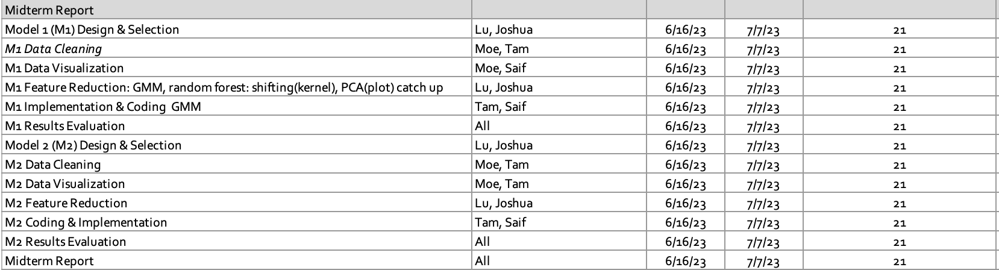 Midterm Report
Model 1 (M1) Design & Selection Lu, Joshua 6/16/23 7/7/23 21
M1 Data Cleaning Moe, Tam 6/16/23 7/7/23 21
M1 Data Visualization Moe, Saif 6/16/23 7/7/23 21
M1 Feature Reduction: GMM, random forest: shifting(kernel), PCA(plot) catch up Lu, Joshua 6/16/23 7/7/23 21
M1 Implementation & Coding  GMM Tam, Saif 6/16/23 7/7/23 21
M1 Results Evaluation All 6/16/23 7/7/23 21
Model 2 (M2) Design & Selection Lu, Joshua 6/16/23 7/7/23 21
M2 Data Cleaning Moe, Tam 6/16/23 7/7/23 21
M2 Data Visualization Moe, Tam 6/16/23 7/7/23 21
M2 Feature Reduction Lu, Joshua 6/16/23 7/7/23 21
M2 Coding & Implementation Tam, Saif 6/16/23 7/7/23 21
M2 Results Evaluation All 6/16/23 7/7/23 21
Midterm Report All 6/16/23 7/7/23 21